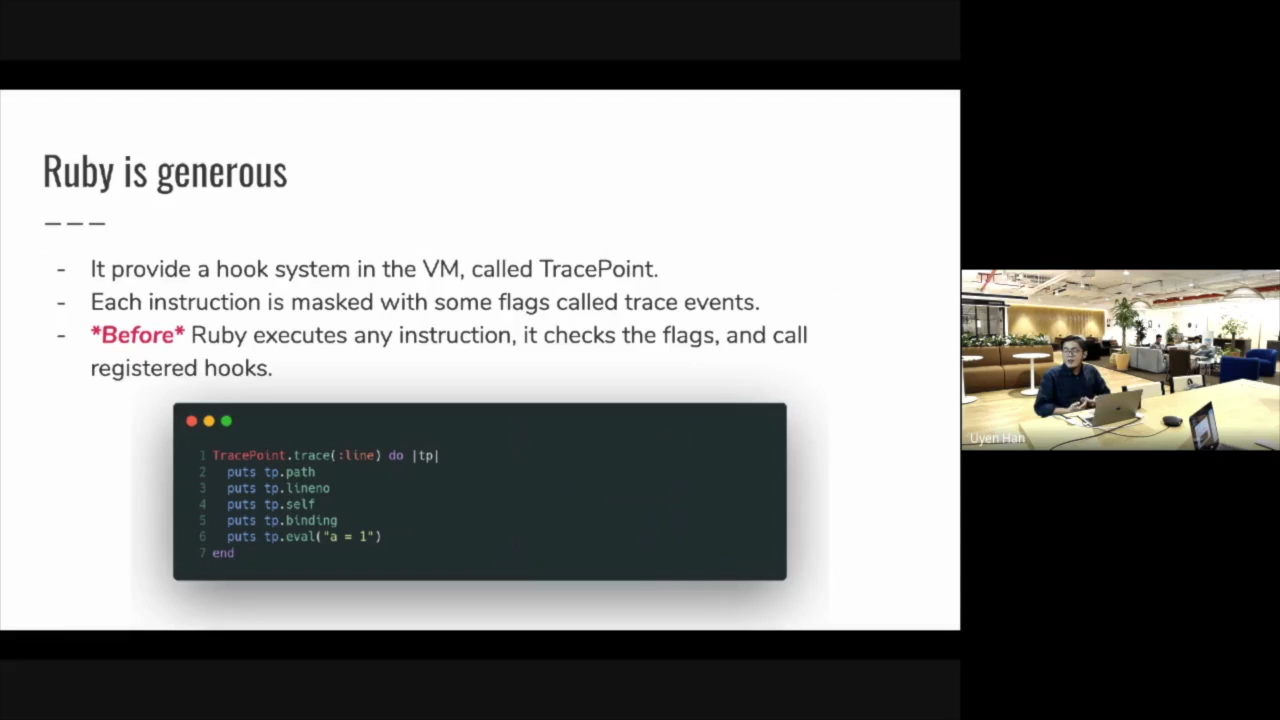 Ruby is generous
- It provide a hook system in the VM, called TracePoint.
- Each instruction is masked with some flags called trace events.
- *Before* Ruby executes any instruction, it checks the flags, and call
registered hooks.
1 TracePoint.trace(:line) do |tp|
2 puts tp.path
3 puts tp.lineno
4 puts tp.self
5 puts tp.binding
6 puts tp.eval("a = 1")
7 end
Uyen Han